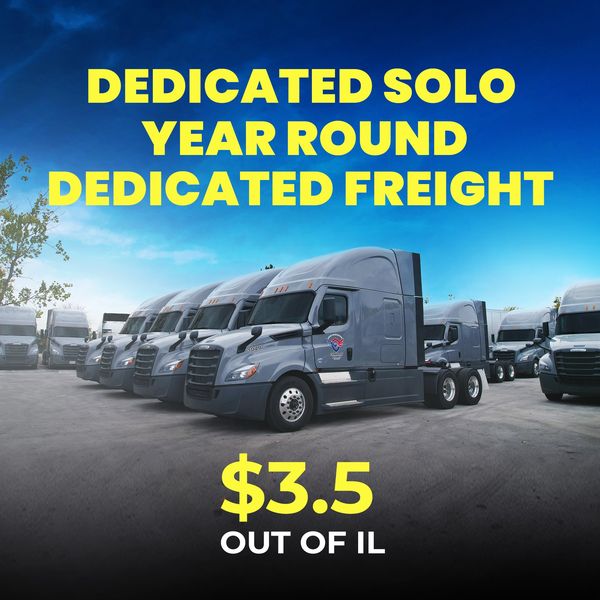 DEDICATED SOLO
YEAR ROUND
DEDICATED FREIGHT
$3.5
OUT OF IL